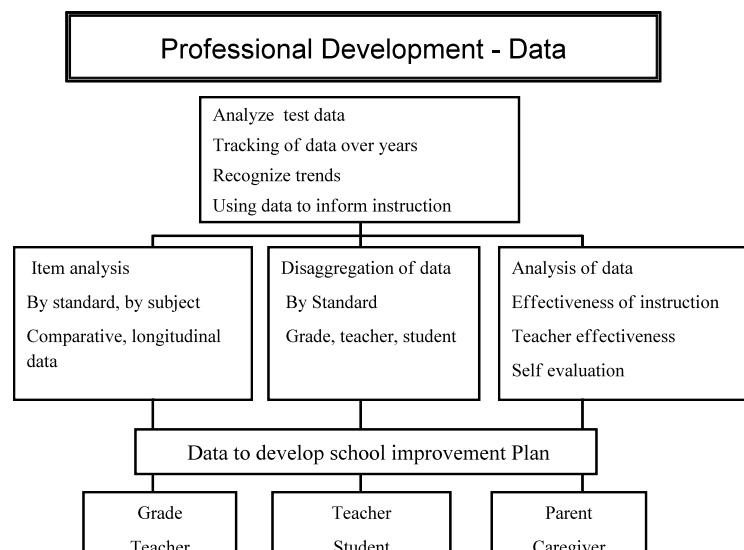 Professional Development - Data
Analyze test data
Tracking of data over years
Recognize trends
Using data to inform instruction
Item analysis
By standard, by subject
Comparative, longitudinal
data
Disaggregation of data
By Standard
Grade, teacher, student
Analysis of data
Effectiveness of instruction
Teacher effectiveness
Self evaluation
Data to develop school improvement Plan
Grade
Teacher
Teacher
Student
Parent
Caregiver